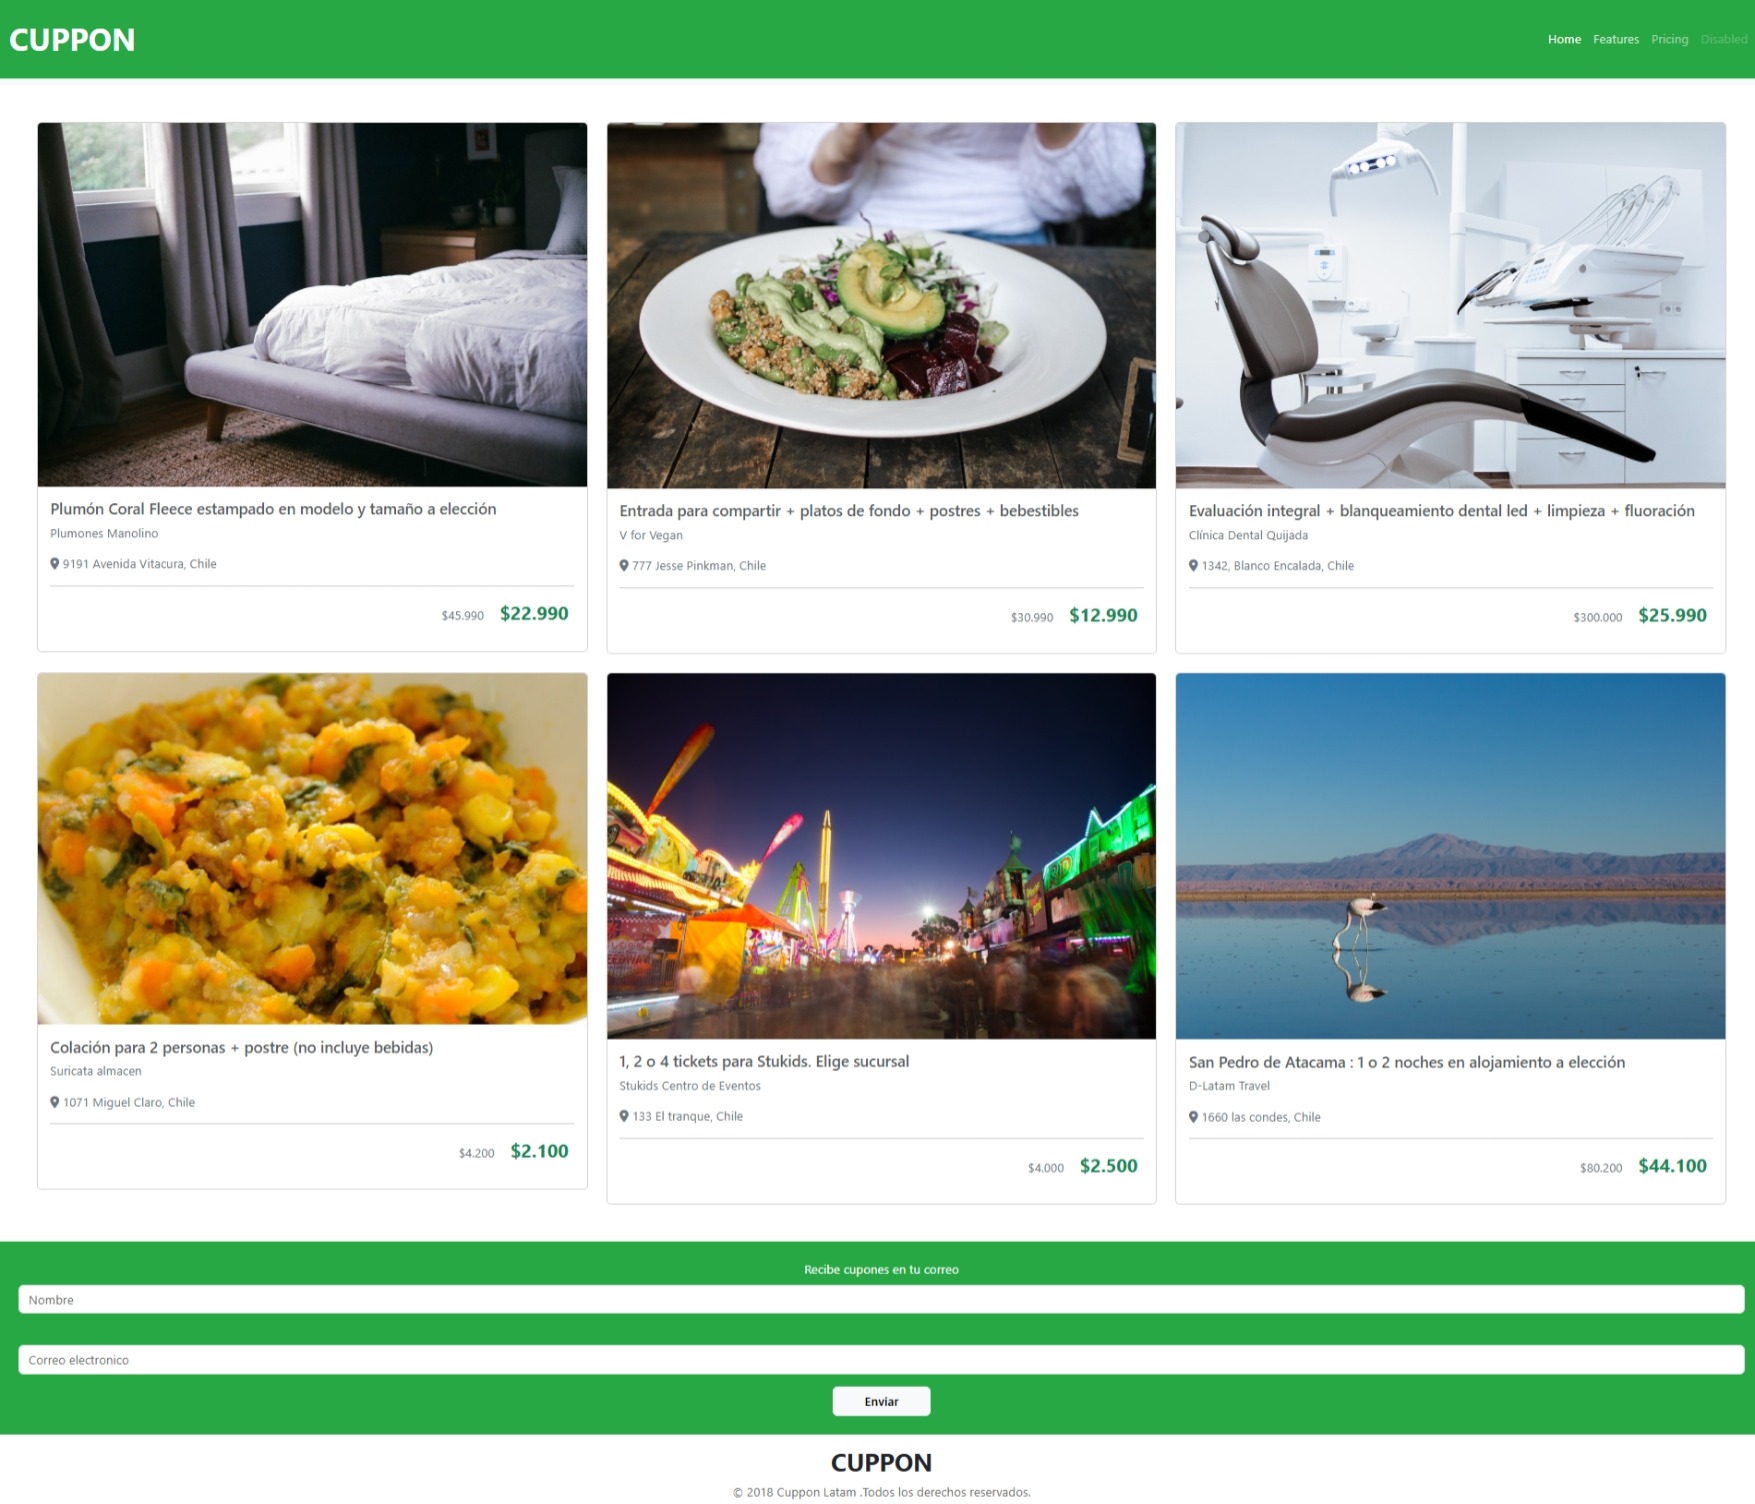 CUPPON
Home Features Pricing Disabled
Plumón Coral Fleece estampado en modelo y tamaño a elección
Plumones Manolino
9191 Avenida Vitacura, Chile
$45.990 $22.990
Entrada para compartir + platos de fondo + postres + bebestibles
V for Vegan
777 Jesse Pinkman, Chile
$30.990 $12.990
Evaluación integral + blanqueamiento dental led + limpieza + fluoración
Clínica Dental Quijada
1342, Blanco Encalada, Chile
$300.000 $25.990
Colación para 2 personas + postre (no incluye bebidas)
Suricata almacen
1071 Miguel Claro, Chile
$4.200 $2.100
1, 2 o 4 tickets para Stukids. Elige sucursal
Stukids Centro de Eventos
133 El tranque, Chile
$4.000 $2.500
San Pedro de Atacama : 1 o 2 noches en alojamiento a elección
D-Latam Travel
1660 las condes, Chile
$80.200 $44.100
Recibe cupones en tu correo
Nombre
Correo electronico
Enviar
CUPPON
© 2018 Cuppon Latam .Todos los derechos reservados.